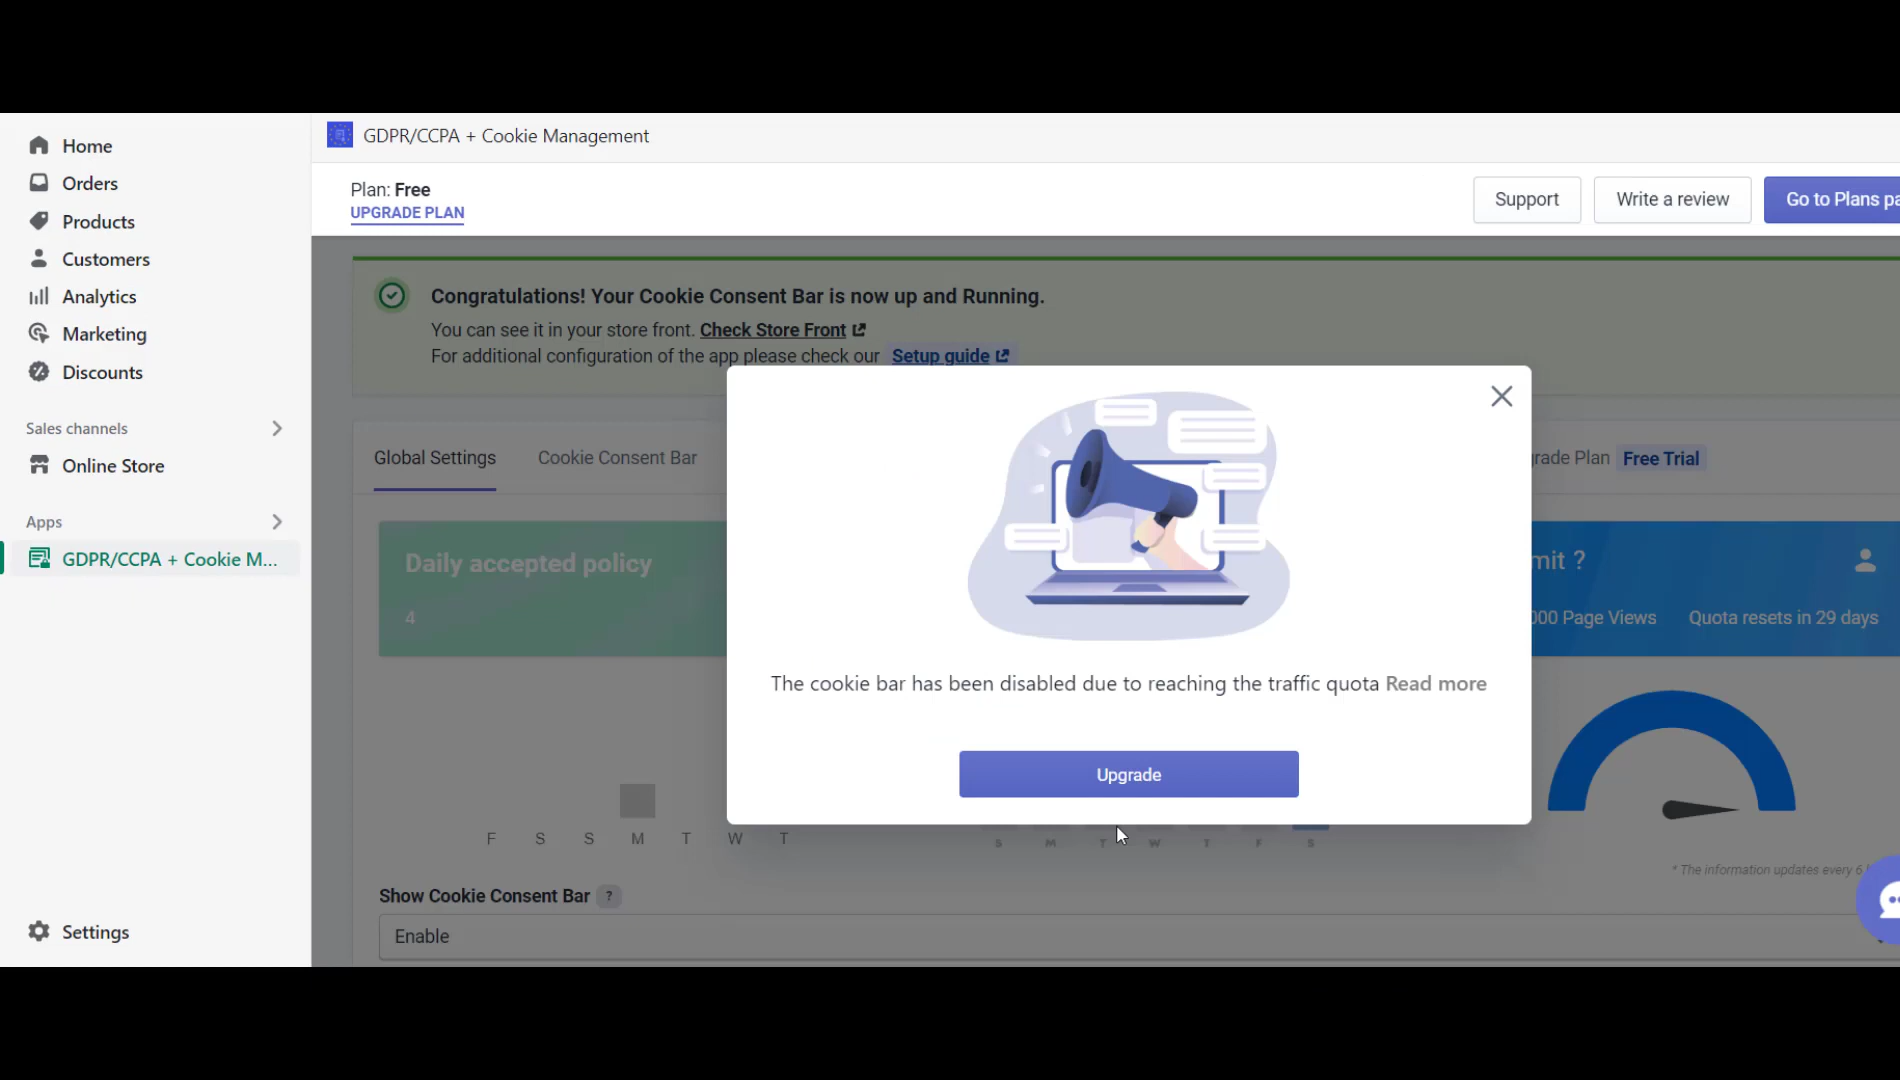 Home
Orders
Products
Customers
Analytics
Marketing
Discounts
Sales channels
Online Store
Apps
GDPR/CCPA + Cookie M...
Settings
GDPR/CCPA + Cookie Management
Plan: Free
UPGRADE PLAN
Support
Write a review
Go to Plans pa
Congratulations! Your Cookie Consent Bar is now up and Running.
You can see it in your store front. Check Store Front
For additional configuration of the app please check our Setup guide
Global Settings
Cookie Consent Bar
rade Plan Free Trial
Daily accepted policy
4
mit ?
000 Page Views
Quota resets in 29 days
The cookie bar has been disabled due to reaching the traffic quota Read more
Upgrade
F S S M T W T
S M T W T F S
* The information updates every 6
Show Cookie Consent Bar ?
Enable